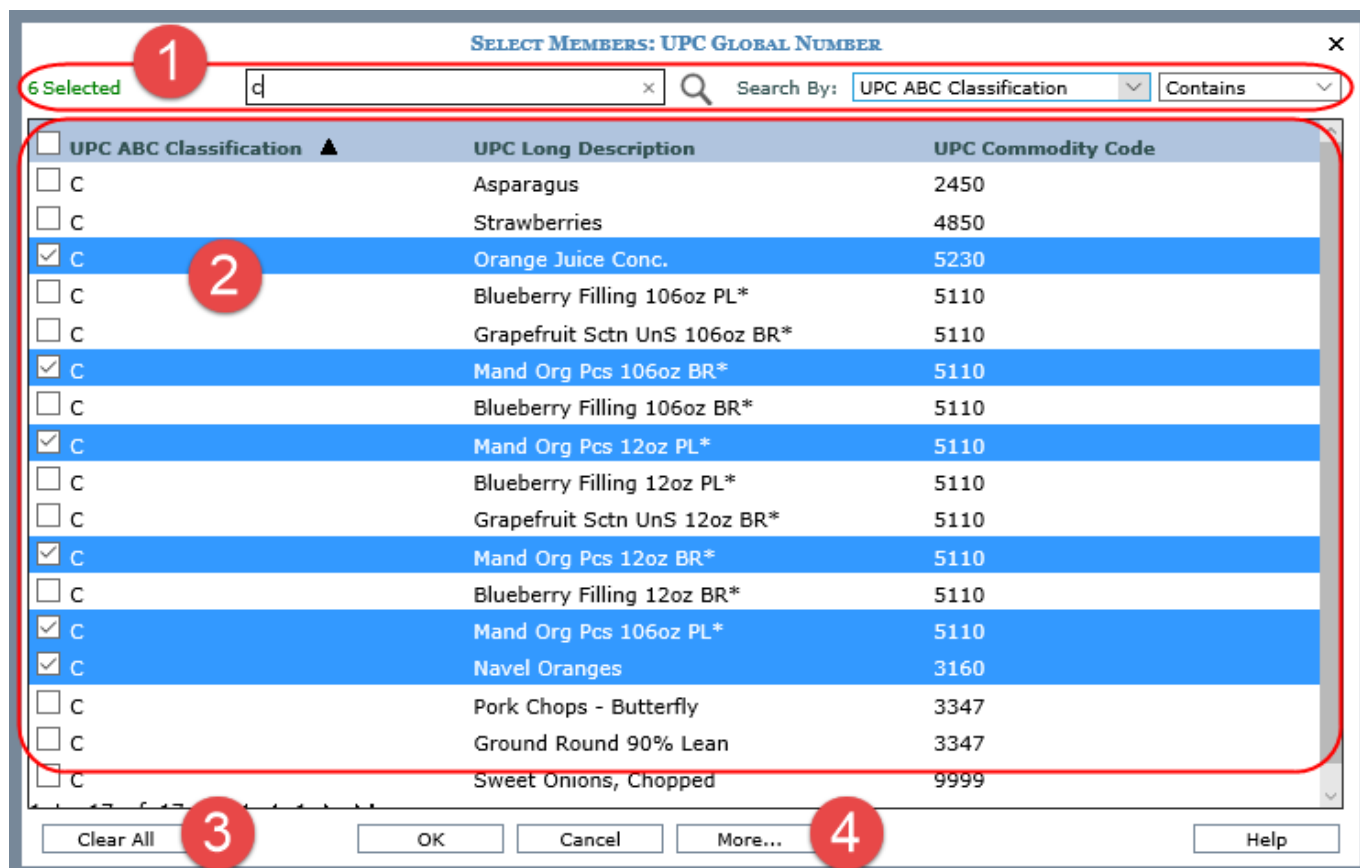 SELECT MEMBERS: UPC GLOBAL NUMBER ×
1
6 Selected c × Search By: UPC ABC Classification Contains
UPC ABC Classification ▲ UPC Long Description UPC Commodity Code
C Asparagus 2450
C Strawberries 4850
C Orange Juice Conc. 5230
2
C Blueberry Filling 106oz PL* 5110
C Grapefruit Sctn UnS 106oz BR* 5110
C Mand Org Pcs 106oz BR* 5110
C Blueberry Filling 106oz BR* 5110
C Mand Org Pcs 12oz PL* 5110
C Blueberry Filling 12oz PL* 5110
C Grapefruit Sctn UnS 12oz BR* 5110
C Mand Org Pcs 12oz BR* 5110
C Blueberry Filling 12oz BR* 5110
C Mand Org Pcs 106oz PL* 5110
C Navel Oranges 3160
C Pork Chops - Butterfly 3347
C Ground Round 90% Lean 3347
C Sweet Onions, Chopped 9999
Clear All 3 OK Cancel More... 4 Help